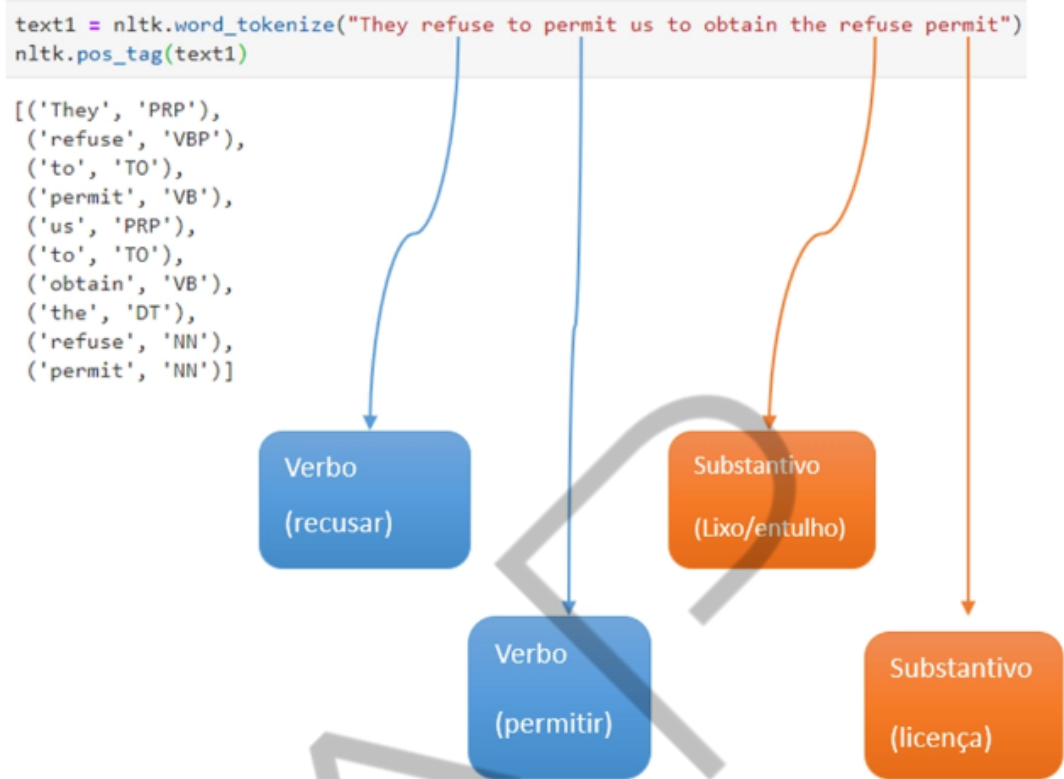 text1 = nltk.word_tokenize("They refuse to permit us to obtain the refuse permit")
nltk.pos_tag(text1)
[('They', 'PRP'),
('refuse', 'VBP'),
('to', 'TO'),
('permit', 'VB'),
('us', 'PRP'),
('to', 'TO'),
('obtain', 'VB'),
('the', 'DT'),
('refuse', 'NN'),
('permit', 'NN')]
Verbo
(recusar)
Substantivo
(Lixo/entulho)
Verbo
(permitir)
Substantivo
(licença)